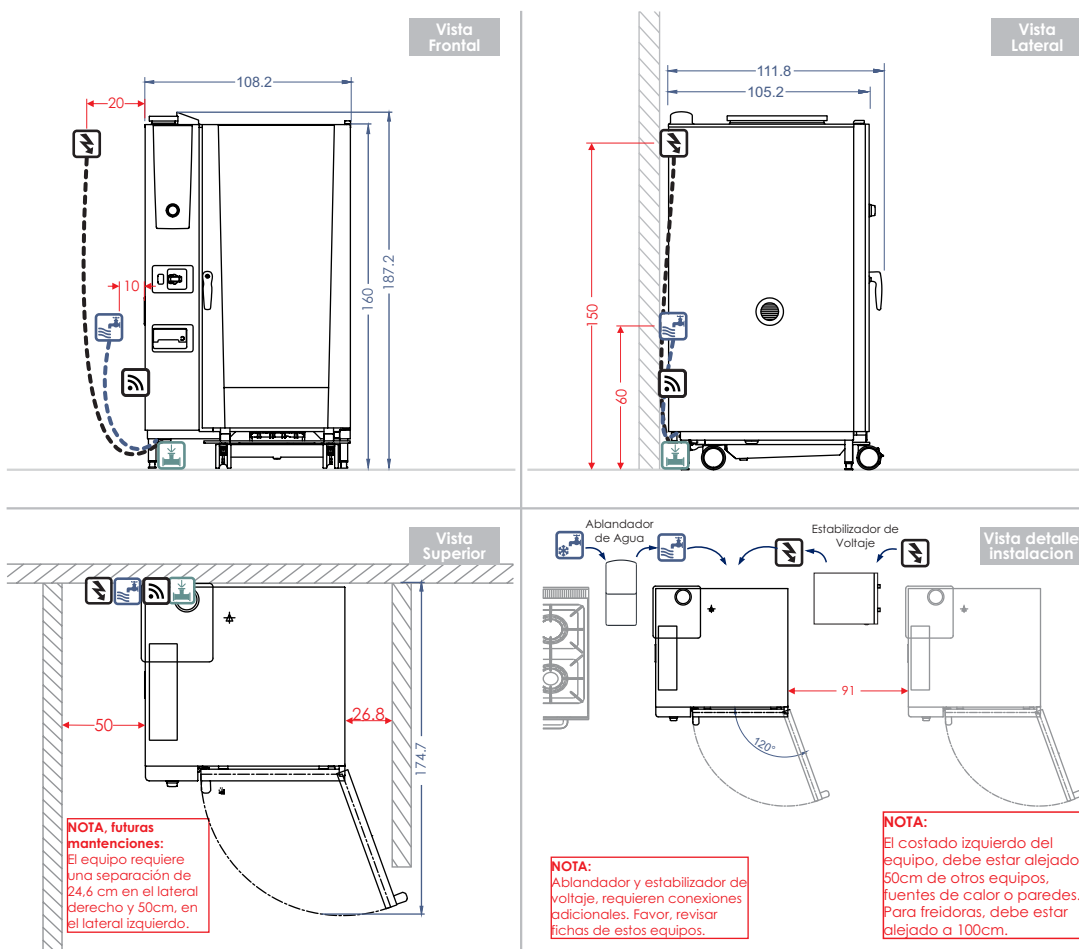 Vista
Frontal
108.2
20
10
160
187.2
Vista
Lateral
111.8
105.2
150
60
Vista
Superior
50
26.8
174.7
NOTA, futuras
mantenciones:
El equipo requiere
una separación de
24,6 cm en el lateral
derecho y 50cm, en
el lateral izquierdo.
Vista detalle
instalacion
Ablandador
de Agua
Estabilizador de
Voltaje
91
120°
NOTA:
Ablandador y estabilizador de
voltaje, requieren conexiones
adicionales. Favor, revisar
fichas de estos equipos.
NOTA:
El costado izquierdo del
equipo, debe estar alejado
50cm de otros equipos,
fuentes de calor o paredes.
Para freidoras, debe estar
alejado a 100cm.